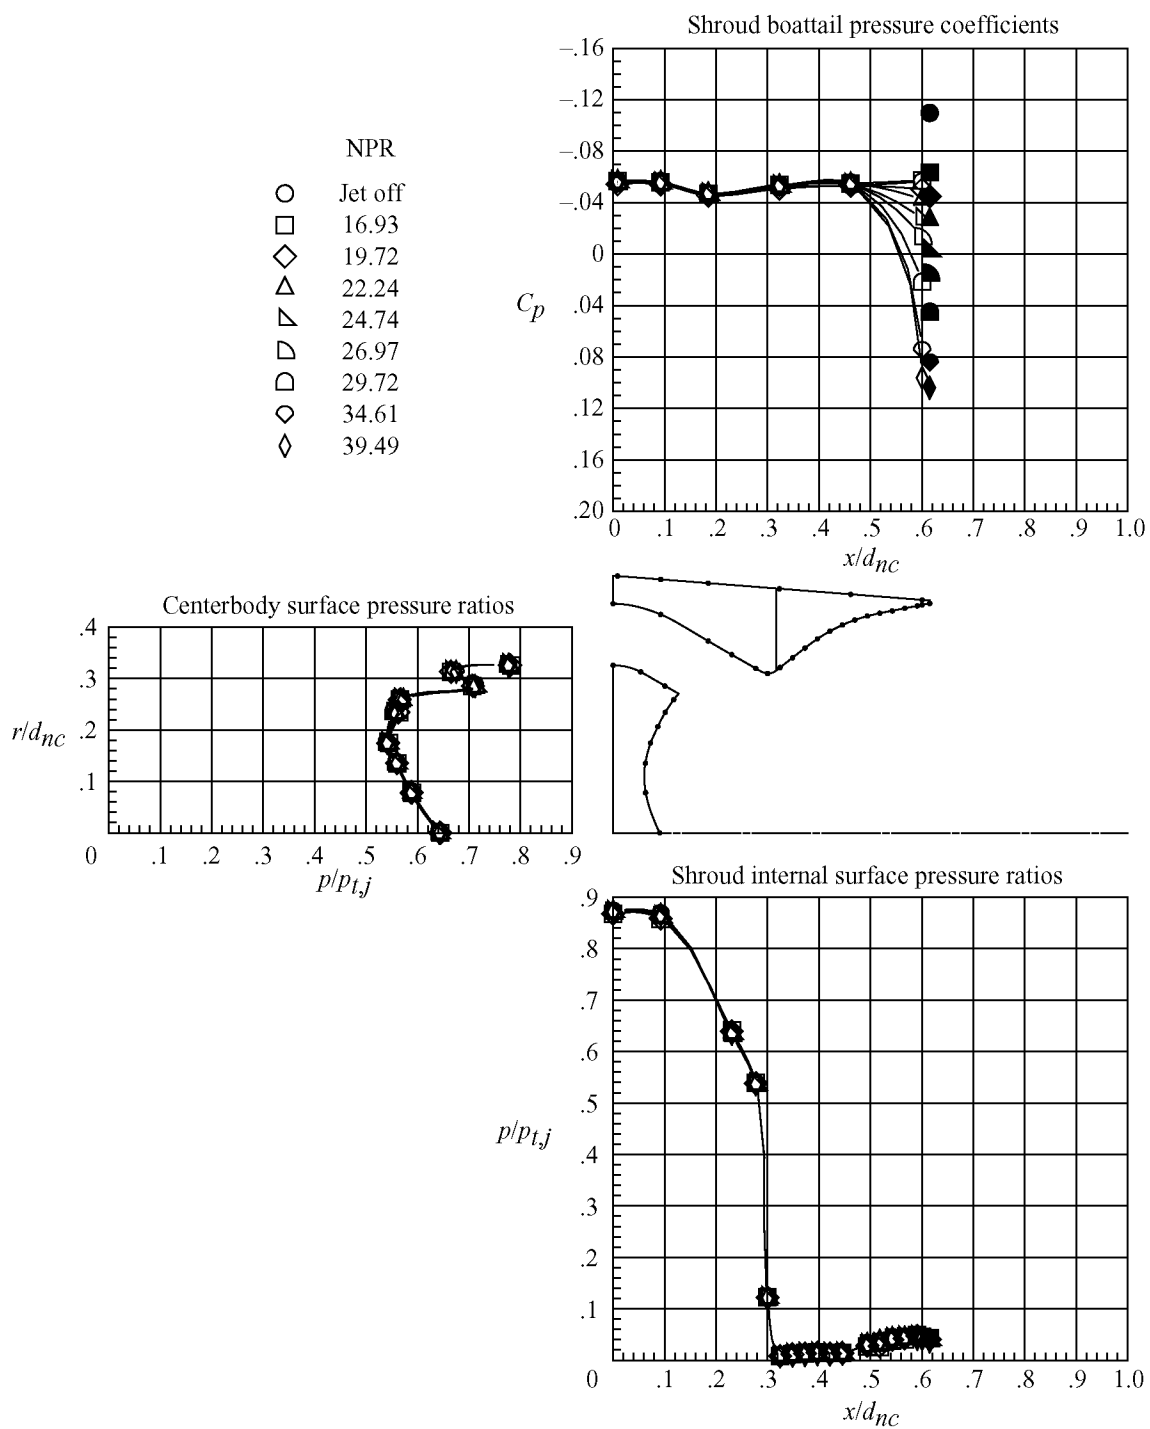 Shroud boattail pressure coefficients
–.16
–.12
–.08
–.04
0
.04
.08
.12
.16
.20
C_p
0 .1 .2 .3 .4 .5 .6 .7 .8 .9 1.0
x/d_nc
NPR
Jet off
16.93
19.72
22.24
24.74
26.97
29.72
34.61
39.49
Centerbody surface pressure ratios
.4
.3
.2
.1
r/d_nc
0 .1 .2 .3 .4 .5 .6 .7 .8 .9
p/p_t,j
Shroud internal surface pressure ratios
.9
.8
.7
.6
.5
.4
.3
.2
.1
p/p_t,j
0 .1 .2 .3 .4 .5 .6 .7 .8 .9 1.0
x/d_nc